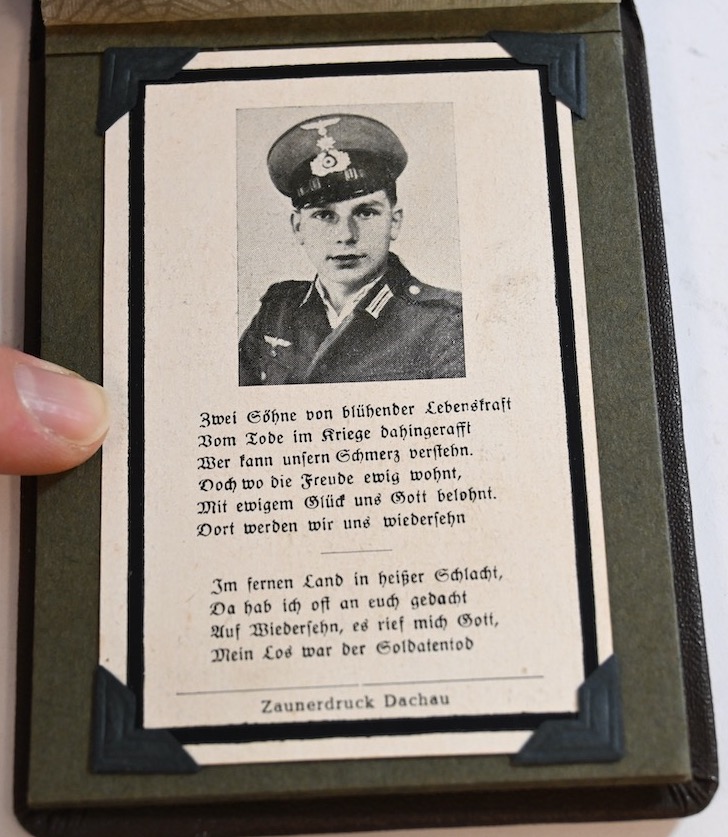 Zwei Söhne von blühender Lebenskraft
Vom Tode im Kriege dahingerafft
Wer kann unsern Schmerz verstehn.
Doch wo die Freude ewig wohnt,
Mit ewigem Glück uns Gott belohnt.
Dort werden wir uns wiedersehn
Im fernen Land in heißer Schlacht,
Da hab ich oft an euch gedacht
Auf Wiedersehn, es rief mich Gott,
Mein Los war der Soldatentod
Zaunerdruck Dachau